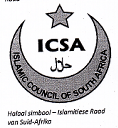 ICSA
حلال
ISLAMIC COUNCIL OF SOUTH AFRICA
Halaal simbool – Islamitiese Raad
van Suid-Afrika